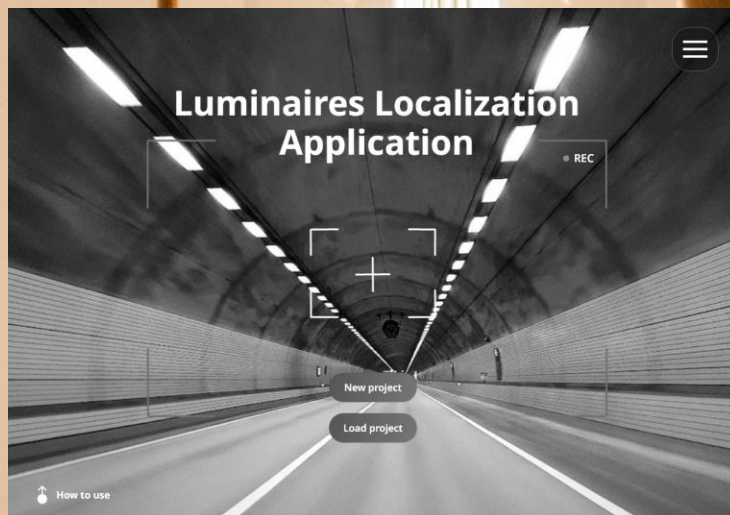 Luminaires Localization
Application
REC
New project
Load project
How to use